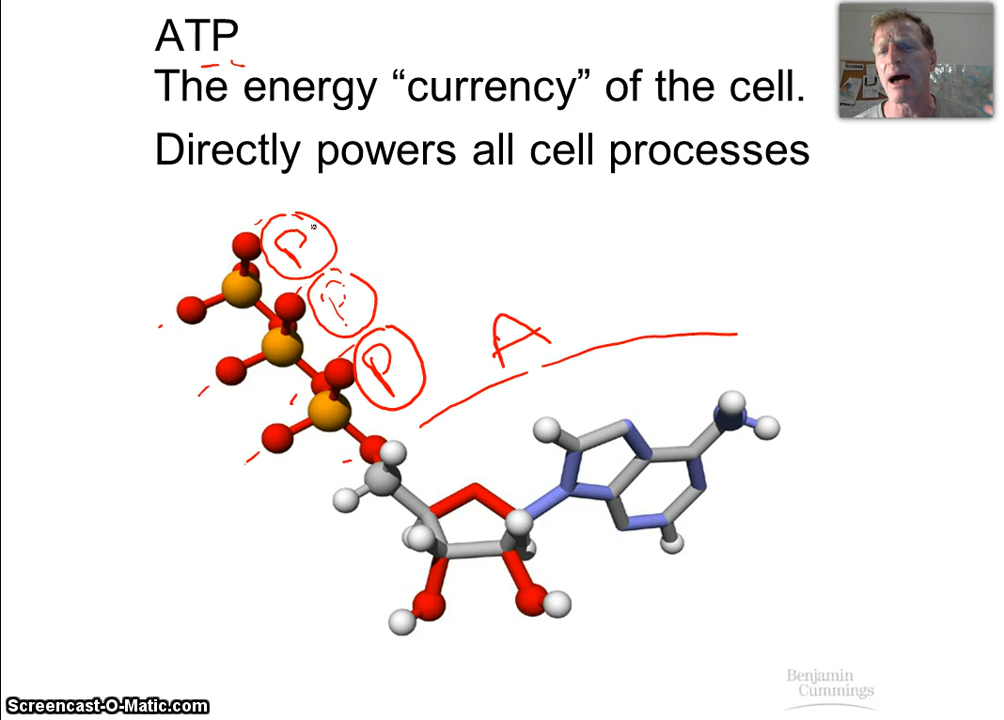 ATP
The energy “currency” of the cell.
Directly powers all cell processes
P
P
P
A
Benjamin
Cummings
Screencast-O-Matic.com